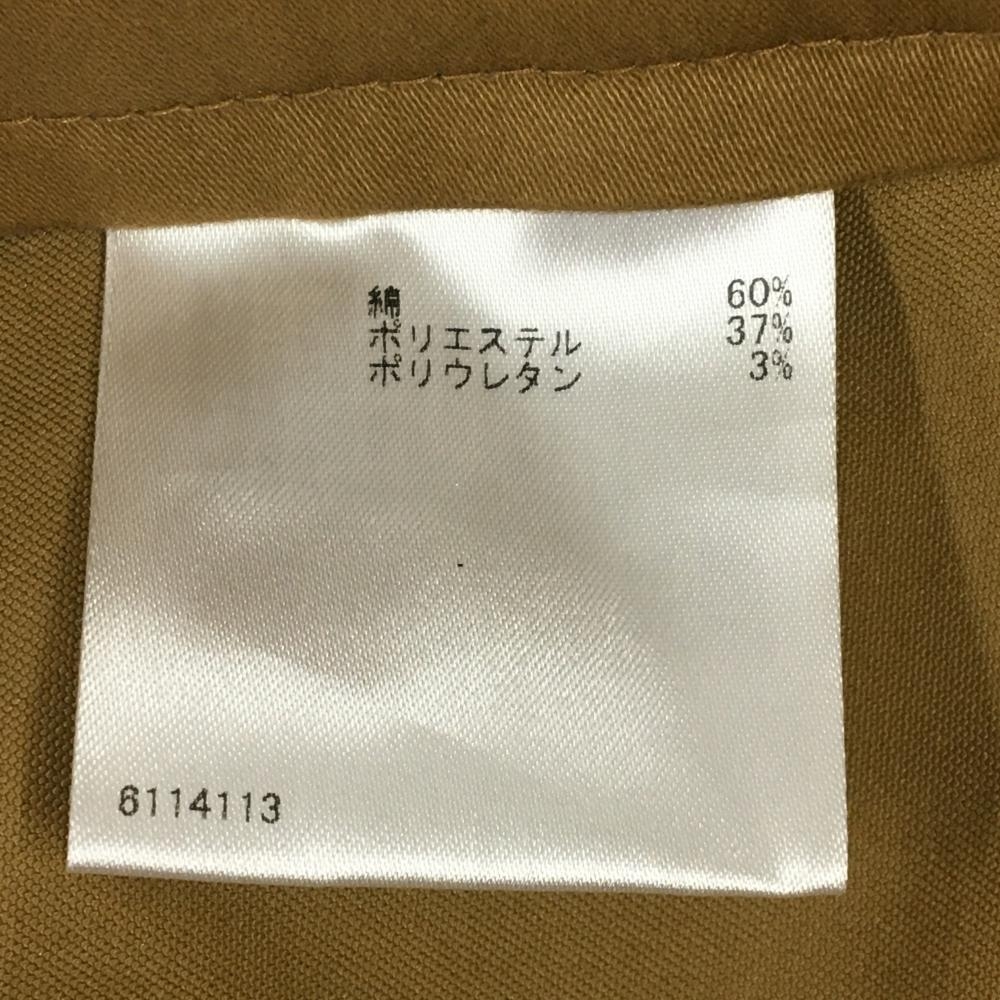 綿 60%
ポリエステル 37%
ポリウレタン 3%
6114113